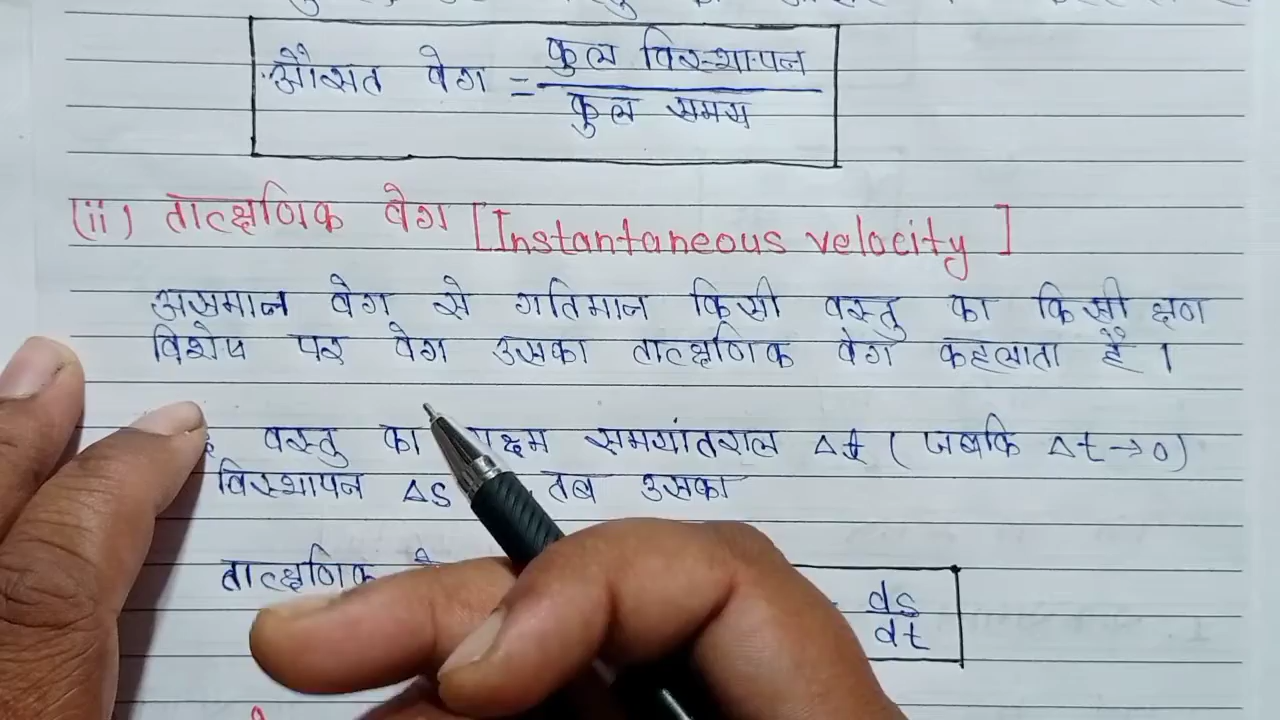 औसत वेग = कुल विस्थापन / कुल समय
(ii) तात्क्षणिक वेग [Instantaneous velocity]
असमान वेग से गतिमान किसी वस्तु का किसी क्षण
विशेष पर वेग उसका तात्क्षणिक वेग कहलाता है ।
वस्तु का समयांतराल Δt ( जबकि Δt→0)
विस्थापन Δs तब उसका
तात्क्षणिक ds/dt